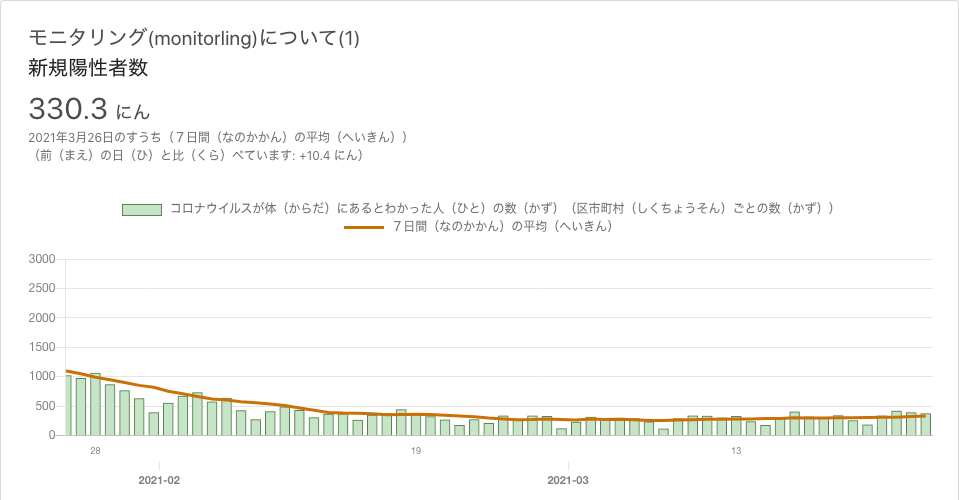 モニタリング(monitorling)について(1)
新規陽性者数
330.3 にん
2021年3月26日のすうち（７日間（なのかかん）の平均（へいきん））
（前（まえ）の日（ひ）と比（くら）べています: +10.4 にん）
コロナウイルスが体（からだ）にあるとわかった人（ひと）の数（かず）（区市町村（しくちょうそん）ごとの数（かず））
７日間（なのかかん）の平均（へいきん）
3000
2500
2000
1500
1000
500
0
28 19 13
2021-02 2021-03